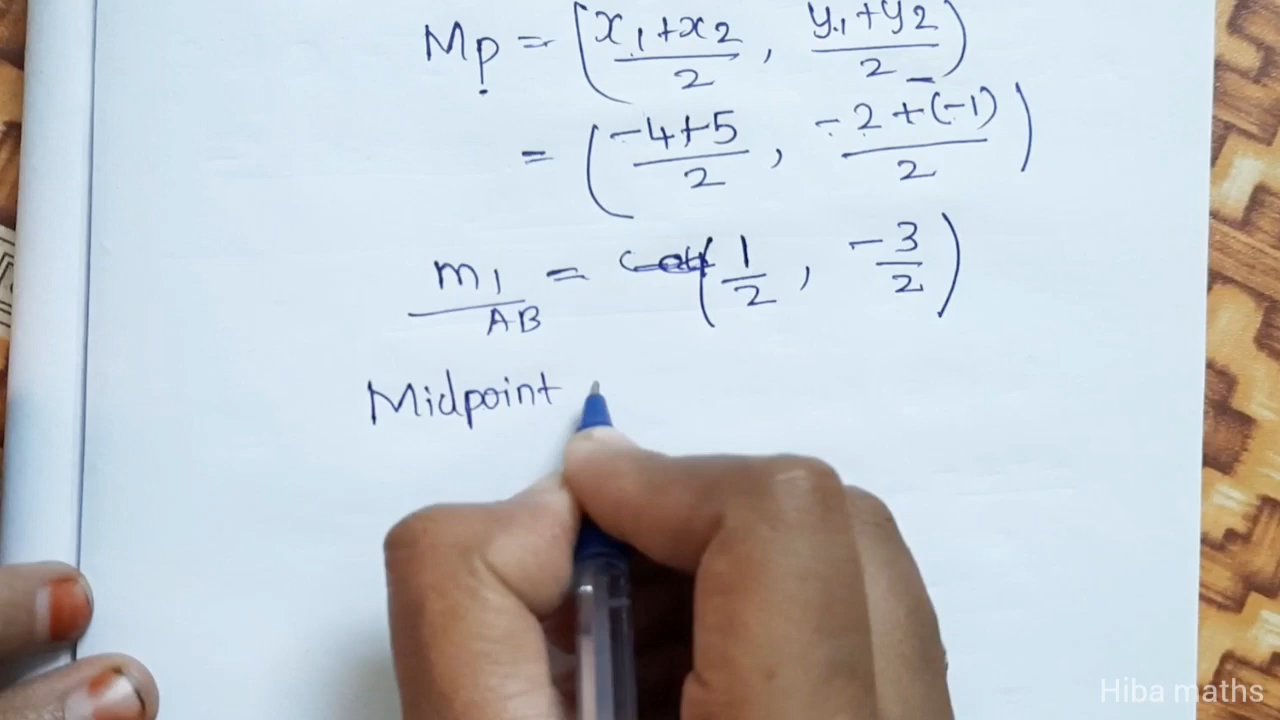 Mp = (x₁+x₂/2, y₁+y₂/2)
= (-4+5/2, -2+(-1)/2)
m₁ AB = (1/2, -3/2)
Midpoint
Hiba maths